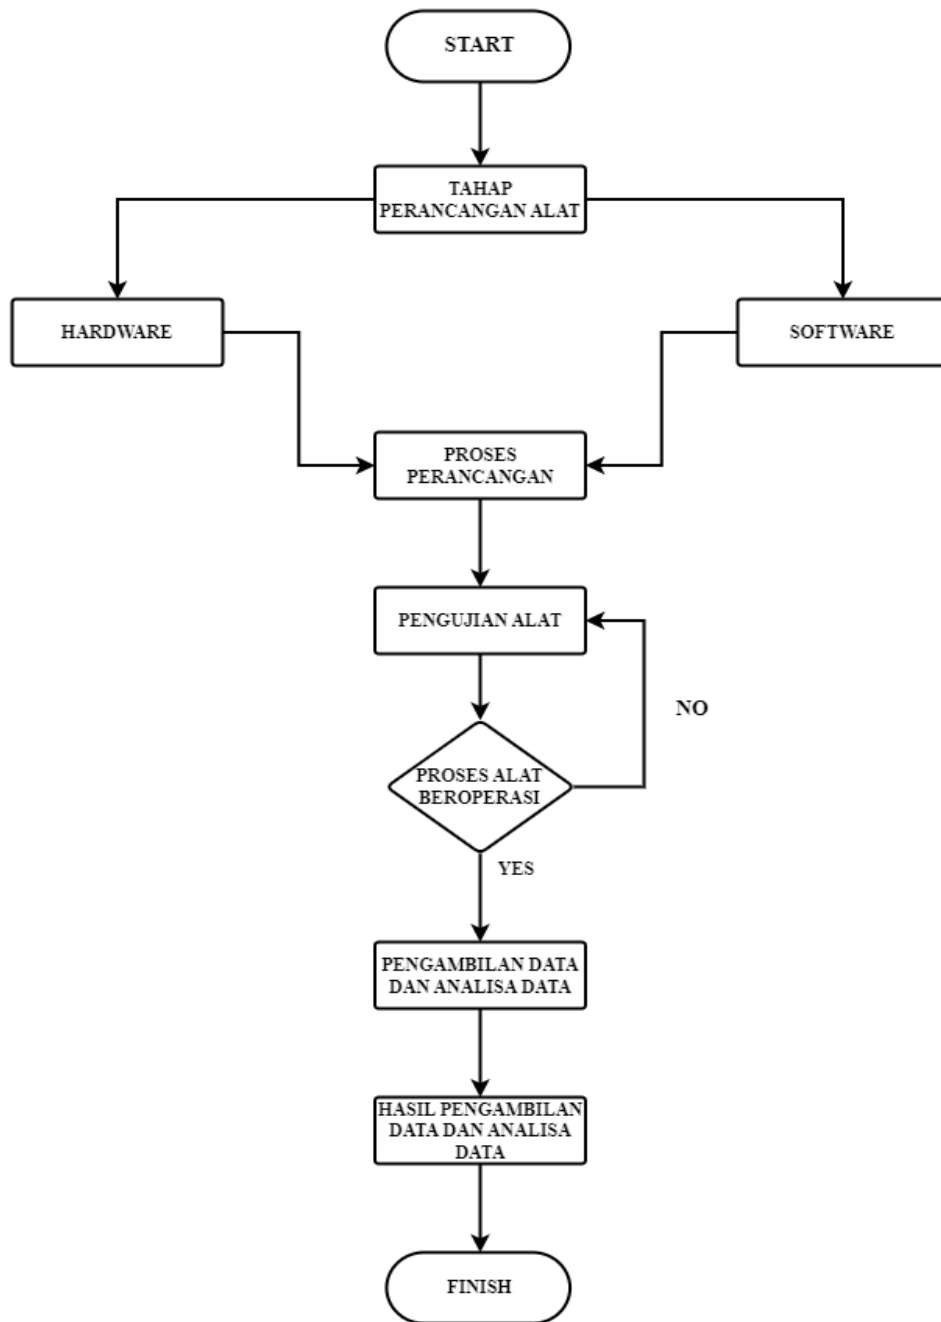 START
TAHAP
PERANCANGAN ALAT
HARDWARE
SOFTWARE
PROSES
PERANCANGAN
PENGUJIAN ALAT
NO
PROSES ALAT
BEROPERASI
YES
PENGAMBILAN DATA
DAN ANALISA DATA
HASIL PENGAMBILAN
DATA DAN ANALISA
DATA
FINISH